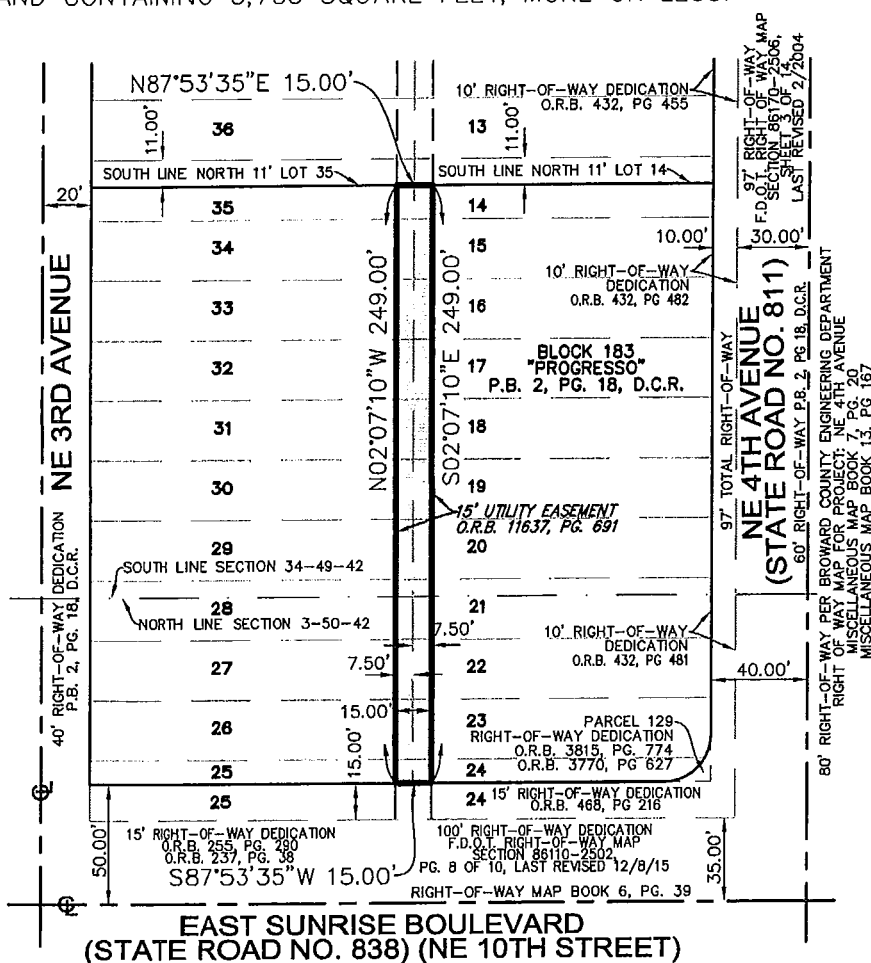 N87°53'35"E 15.00'
10' RIGHT-OF-WAY DEDICATION
O.R.B. 432, PG 455
97' RIGHT-OF-WAY
F.D.O.T. RIGHT OF WAY MAP
SECTION 86170-2506,
SHEET 3 OF 14,
LAST REVISED 2/2004
36
11.00'
13
11.00'
SOUTH LINE NORTH 11' LOT 35
SOUTH LINE NORTH 11' LOT 14
20'
35
34
33
32
31
30
29
28
27
26
25
25
14
15
16
17
18
19
20
21
22
23
24
24
10.00'
30.00'
10' RIGHT-OF-WAY
DEDICATION
O.R.B. 432, PG 482
NE 3RD AVENUE
N02°07'10"W 249.00'
S02°07'10"E 249.00'
BLOCK 183
"PROGRESSO"
P.B. 2, PG. 18, D.C.R.
97' TOTAL RIGHT-OF-WAY
NE 4TH AVENUE
(STATE ROAD NO. 811)
60' RIGHT-OF-WAY P.B. 2, PG 18, D.C.R.
80' RIGHT-OF-WAY PER BROWARD COUNTY ENGINEERING DEPARTMENT
RIGHT OF WAY MAP FOR PROJECT: NE 4TH AVENUE
MISCELLANEOUS MAP BOOK 7, PG. 20
MISCELLANEOUS MAP BOOK 13, PG 167
15' UTILITY EASEMENT
O.R.B. 11637, PG. 691
SOUTH LINE SECTION 34-49-42
NORTH LINE SECTION 3-50-42
40' RIGHT-OF-WAY DEDICATION
P.B. 2, PG. 18, D.C.R.
7.50'
7.50'
15.00'
10' RIGHT-OF-WAY
DEDICATION
O.R.B. 432, PG 481
40.00'
PARCEL 129
RIGHT-OF-WAY DEDICATION
O.R.B. 3815, PG. 774
O.R.B. 3770, PG 627
15.00'
15' RIGHT-OF-WAY DEDICATION
O.R.B. 468, PG 216
50.00'
15' RIGHT-OF-WAY DEDICATION
O.R.B. 255, PG. 290
O.R.B. 237, PG. 38
100' RIGHT-OF-WAY DEDICATION
F.D.O.T. RIGHT-OF-WAY MAP
SECTION 86110-2502,
PG. 8 OF 10, LAST REVISED 12/8/15
35.00'
S87°53'35"W 15.00'
RIGHT-OF-WAY MAP BOOK 6, PG. 39
EAST SUNRISE BOULEVARD
(STATE ROAD NO. 838) (NE 10TH STREET)